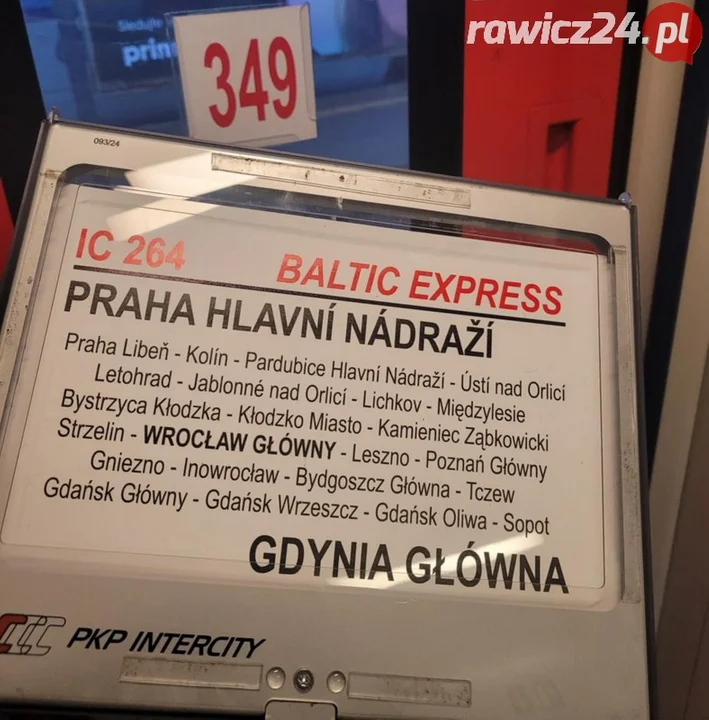 rawicz24.pl
Sledujte
prim
349
093/24
IC 264 BALTIC EXPRESS
PRAHA HLAVNÍ NÁDRAŽÍ
Praha Libeň - Kolín - Pardubice Hlavní Nádraží - Ústí nad Orlicí
Letohrad - Jablonné nad Orlicí - Lichkov - Międzylesie
Bystrzyca Kłodzka - Kłodzko Miasto - Kamieniec Ząbkowicki
Strzelin - WROCŁAW GŁÓWNY - Leszno - Poznań Główny
Gniezno - Inowrocław - Bydgoszcz Główna - Tczew
Gdańsk Główny - Gdańsk Wrzeszcz - Gdańsk Oliwa - Sopot
GDYNIA GŁÓWNA
PKP INTERCITY